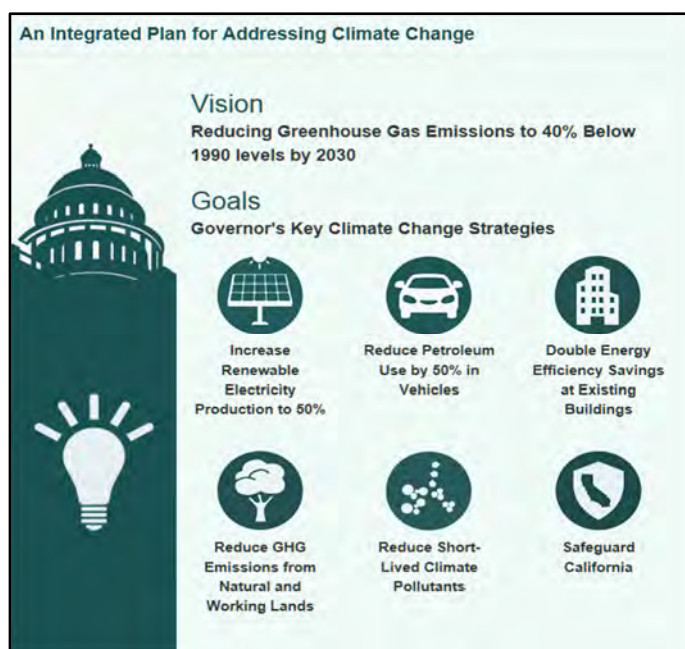 An Integrated Plan for Addressing Climate Change
Vision
Reducing Greenhouse Gas Emissions to 40% Below
1990 levels by 2030
Goals
Governor's Key Climate Change Strategies
Increase
Renewable
Electricity
Production to 50%
Reduce Petroleum
Use by 50% in
Vehicles
Double Energy
Efficiency Savings
at Existing
Buildings
Reduce GHG
Emissions from
Natural and
Working Lands
Reduce Short-
Lived Climate
Pollutants
Safeguard
California